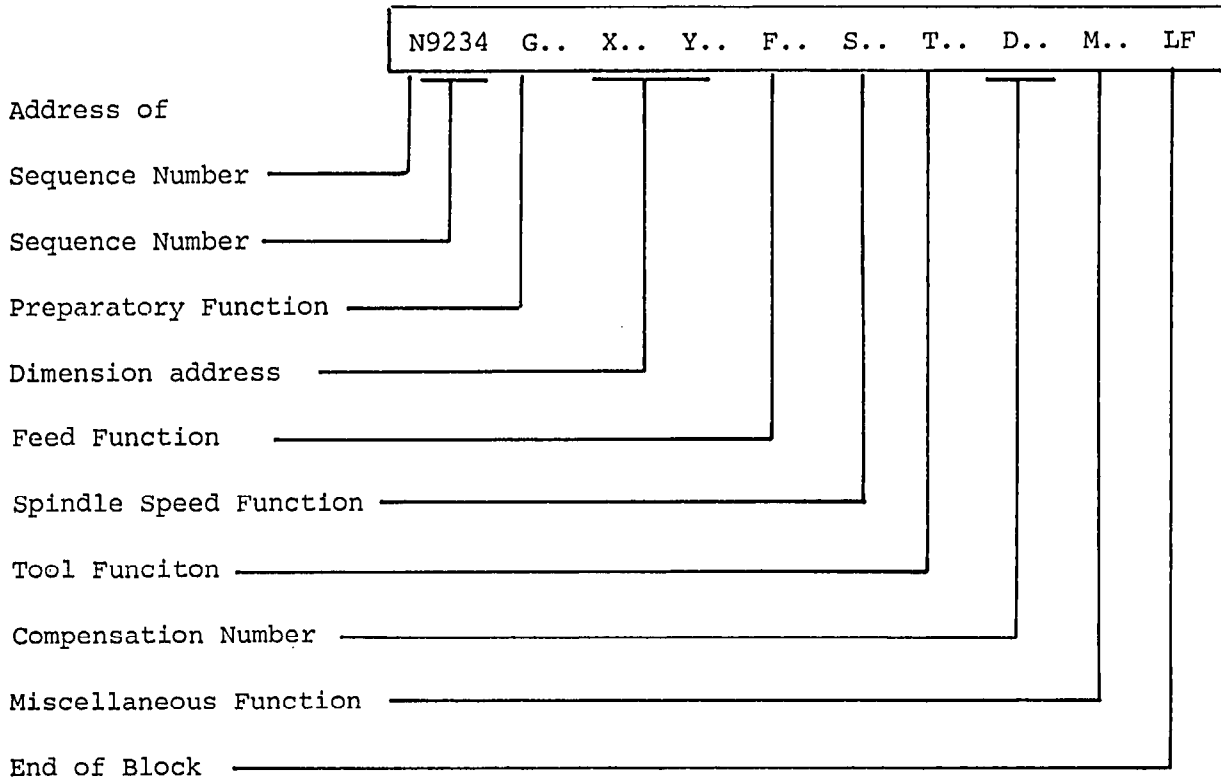 N9234 G.. X.. Y.. F.. S.. T.. D.. M.. LF
Address of
Sequence Number
Sequence Number
Preparatory Function
Dimension address
Feed Function
Spindle Speed Function
Tool Funciton
Compensation Number
Miscellaneous Function
End of Block